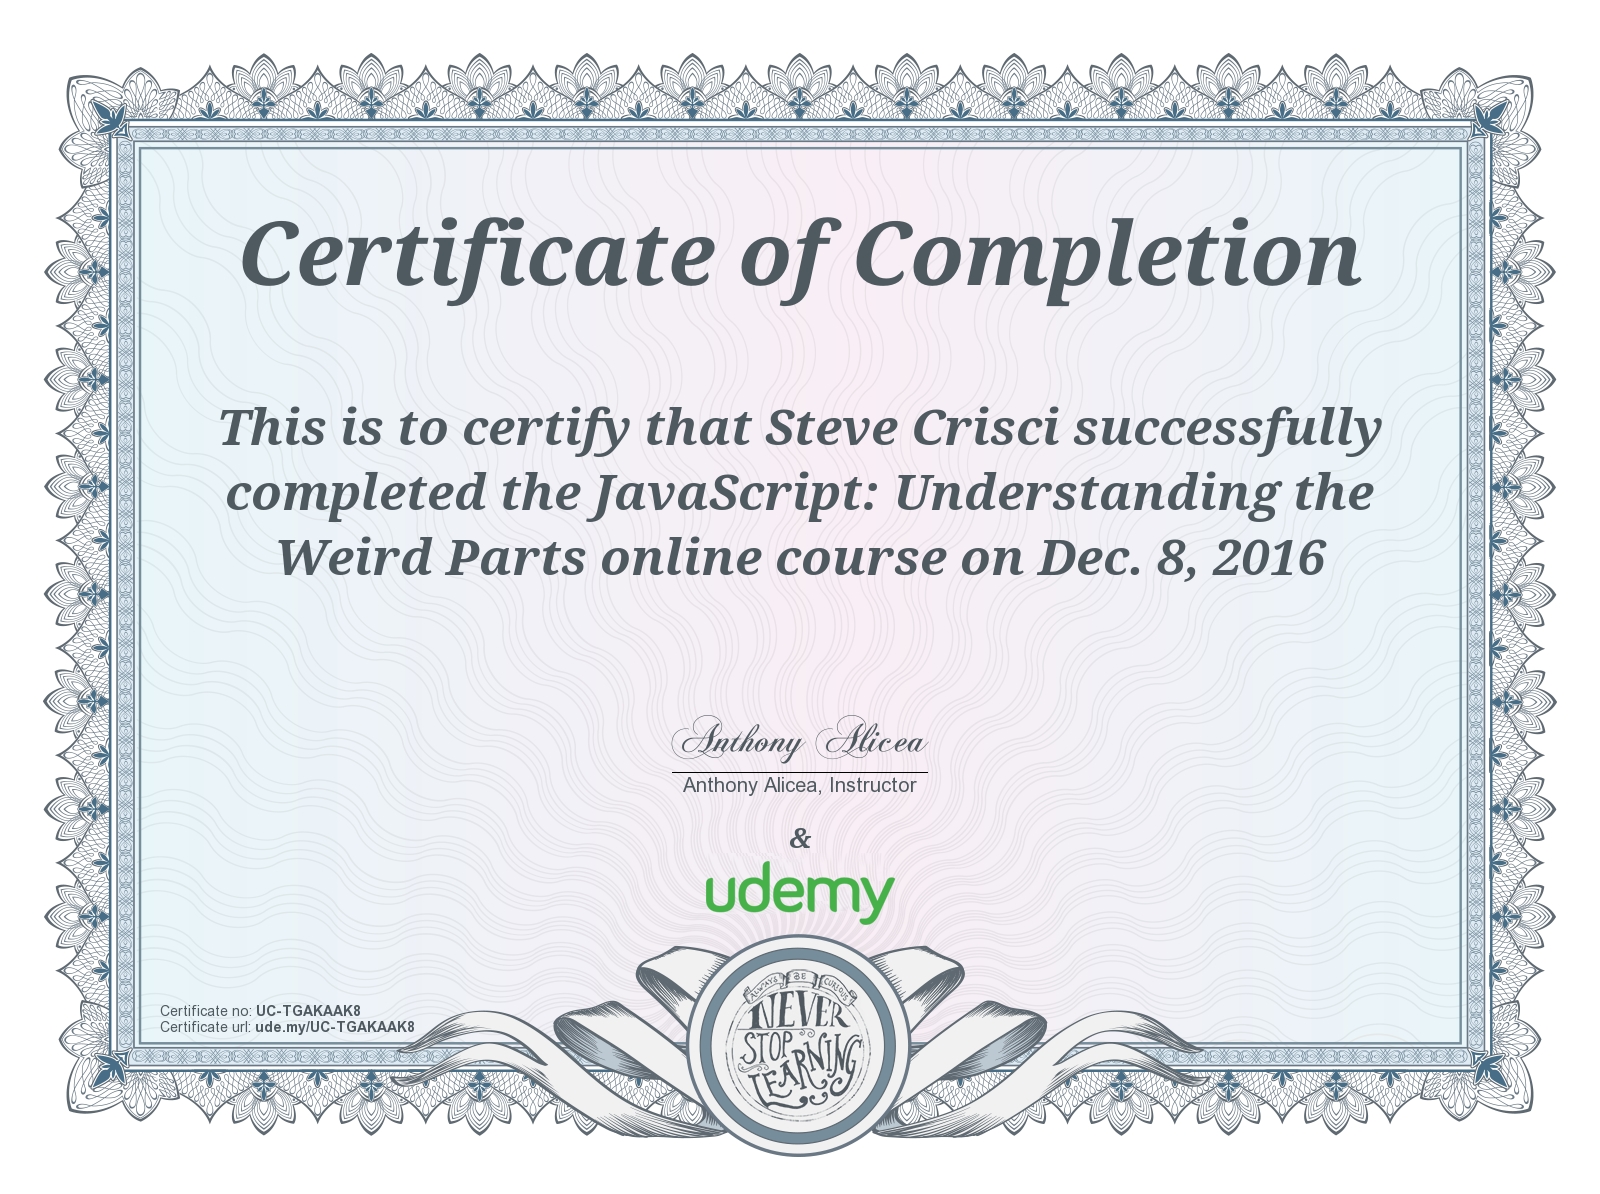 Certificate of Completion
This is to certify that Steve Crisci successfully
completed the JavaScript: Understanding the
Weird Parts online course on Dec. 8, 2016
Anthony Alicea
Anthony Alicea, Instructor
&
udemy
Certificate no: UC-TGAKAAK8
Certificate url: ude.my/UC-TGAKAAK8
ALWAYS BE CURIOUS
NEVER
STOP
LEARNING